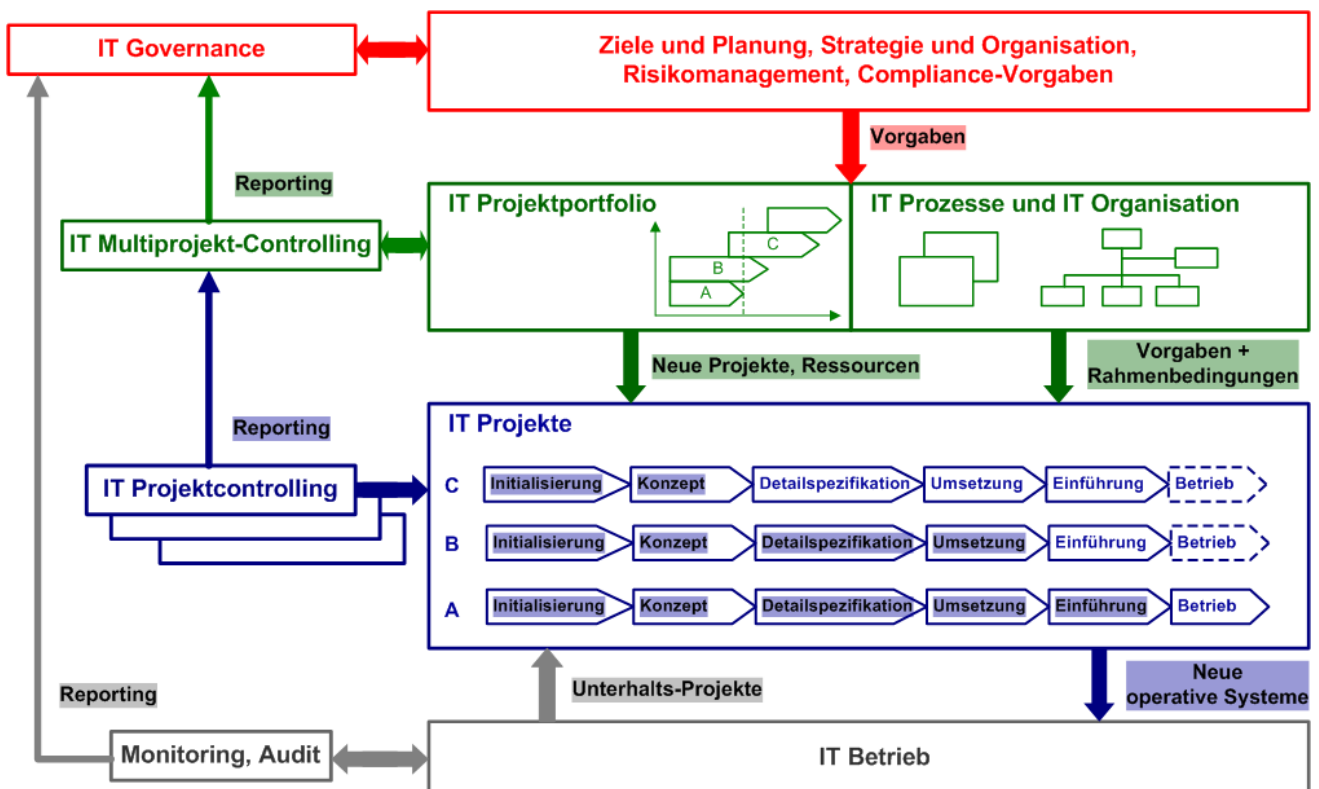 IT Governance
Ziele und Planung, Strategie und Organisation,
Risikomanagement, Compliance-Vorgaben
Vorgaben
Reporting
IT Multiprojekt-Controlling
IT Projektportfolio
C
B
A
IT Prozesse und IT Organisation
Neue Projekte, Ressourcen
Vorgaben +
Rahmenbedingungen
Reporting
IT Projektcontrolling
IT Projekte
C Initialisierung Konzept Detailspezifikation Umsetzung Einführung Betrieb
B Initialisierung Konzept Detailspezifikation Umsetzung Einführung Betrieb
A Initialisierung Konzept Detailspezifikation Umsetzung Einführung Betrieb
Reporting
Unterhalts-Projekte
Neue
operative Systeme
Monitoring, Audit
IT Betrieb